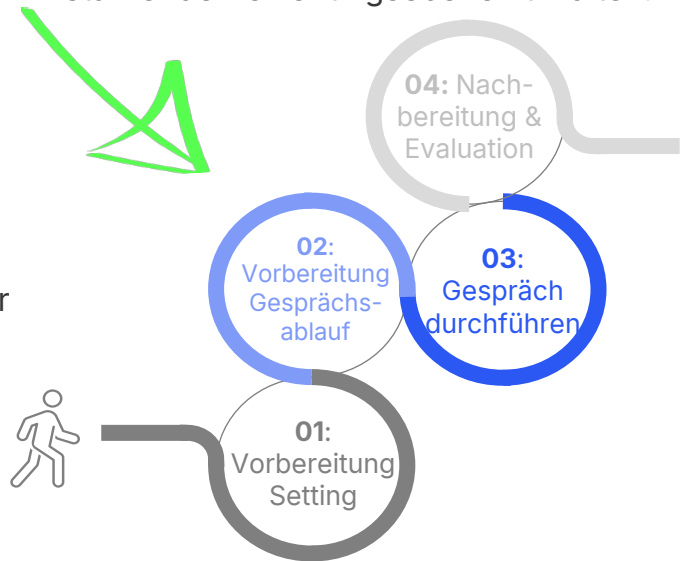 04: Nach-
bereitung &
Evaluation
02:
Vorbereitung
Gesprächs-
ablauf
03:
Gespräch
durchführen
r
01:
Vorbereitung
Setting